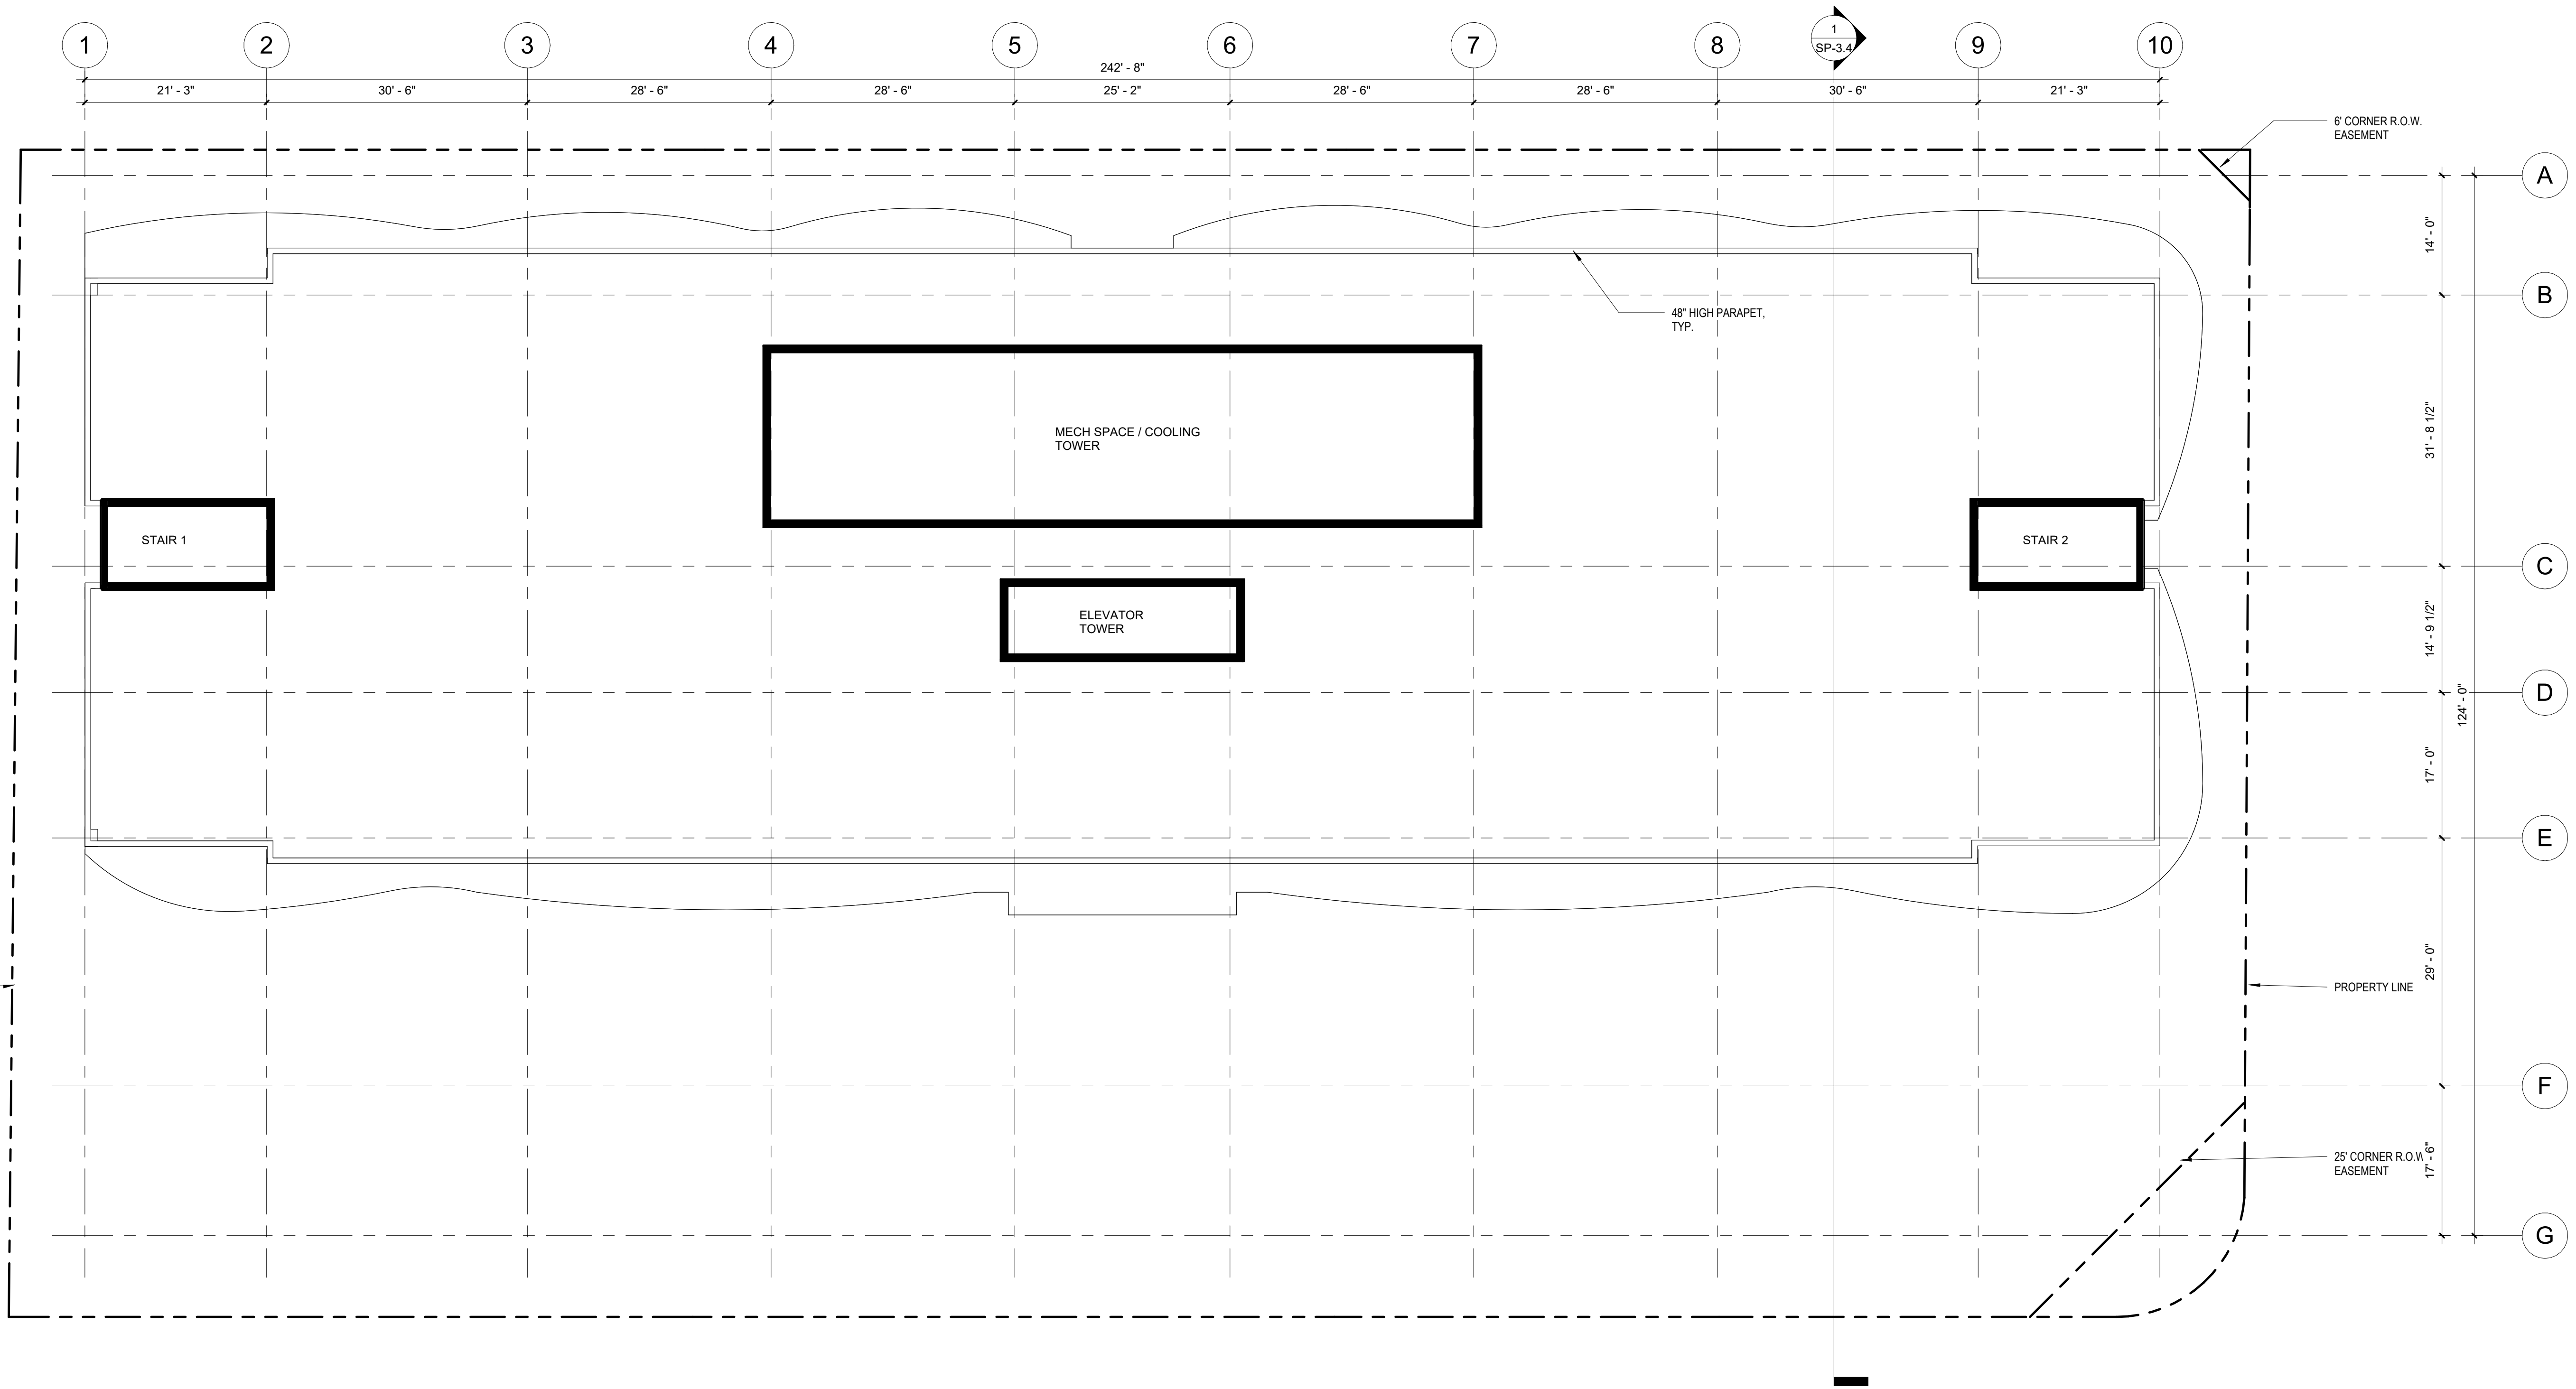 1
2
3
4
5
6
7
8
1
SP-3.4
9
10
242' - 8"
21' - 3"
30' - 6"
28' - 6"
28' - 6"
25' - 2"
28' - 6"
28' - 6"
30' - 6"
21' - 3"
6' CORNER R.O.W.
EASEMENT
A
14' - 0"
B
48" HIGH PARAPET,
TYP.
31' - 8 1/2"
MECH SPACE / COOLING
TOWER
STAIR 1
STAIR 2
C
ELEVATOR
TOWER
14' - 9 1/2"
D
124' - 0"
17' - 0"
E
29' - 0"
PROPERTY LINE
F
25' CORNER R.O.W
EASEMENT
17' - 6"
G